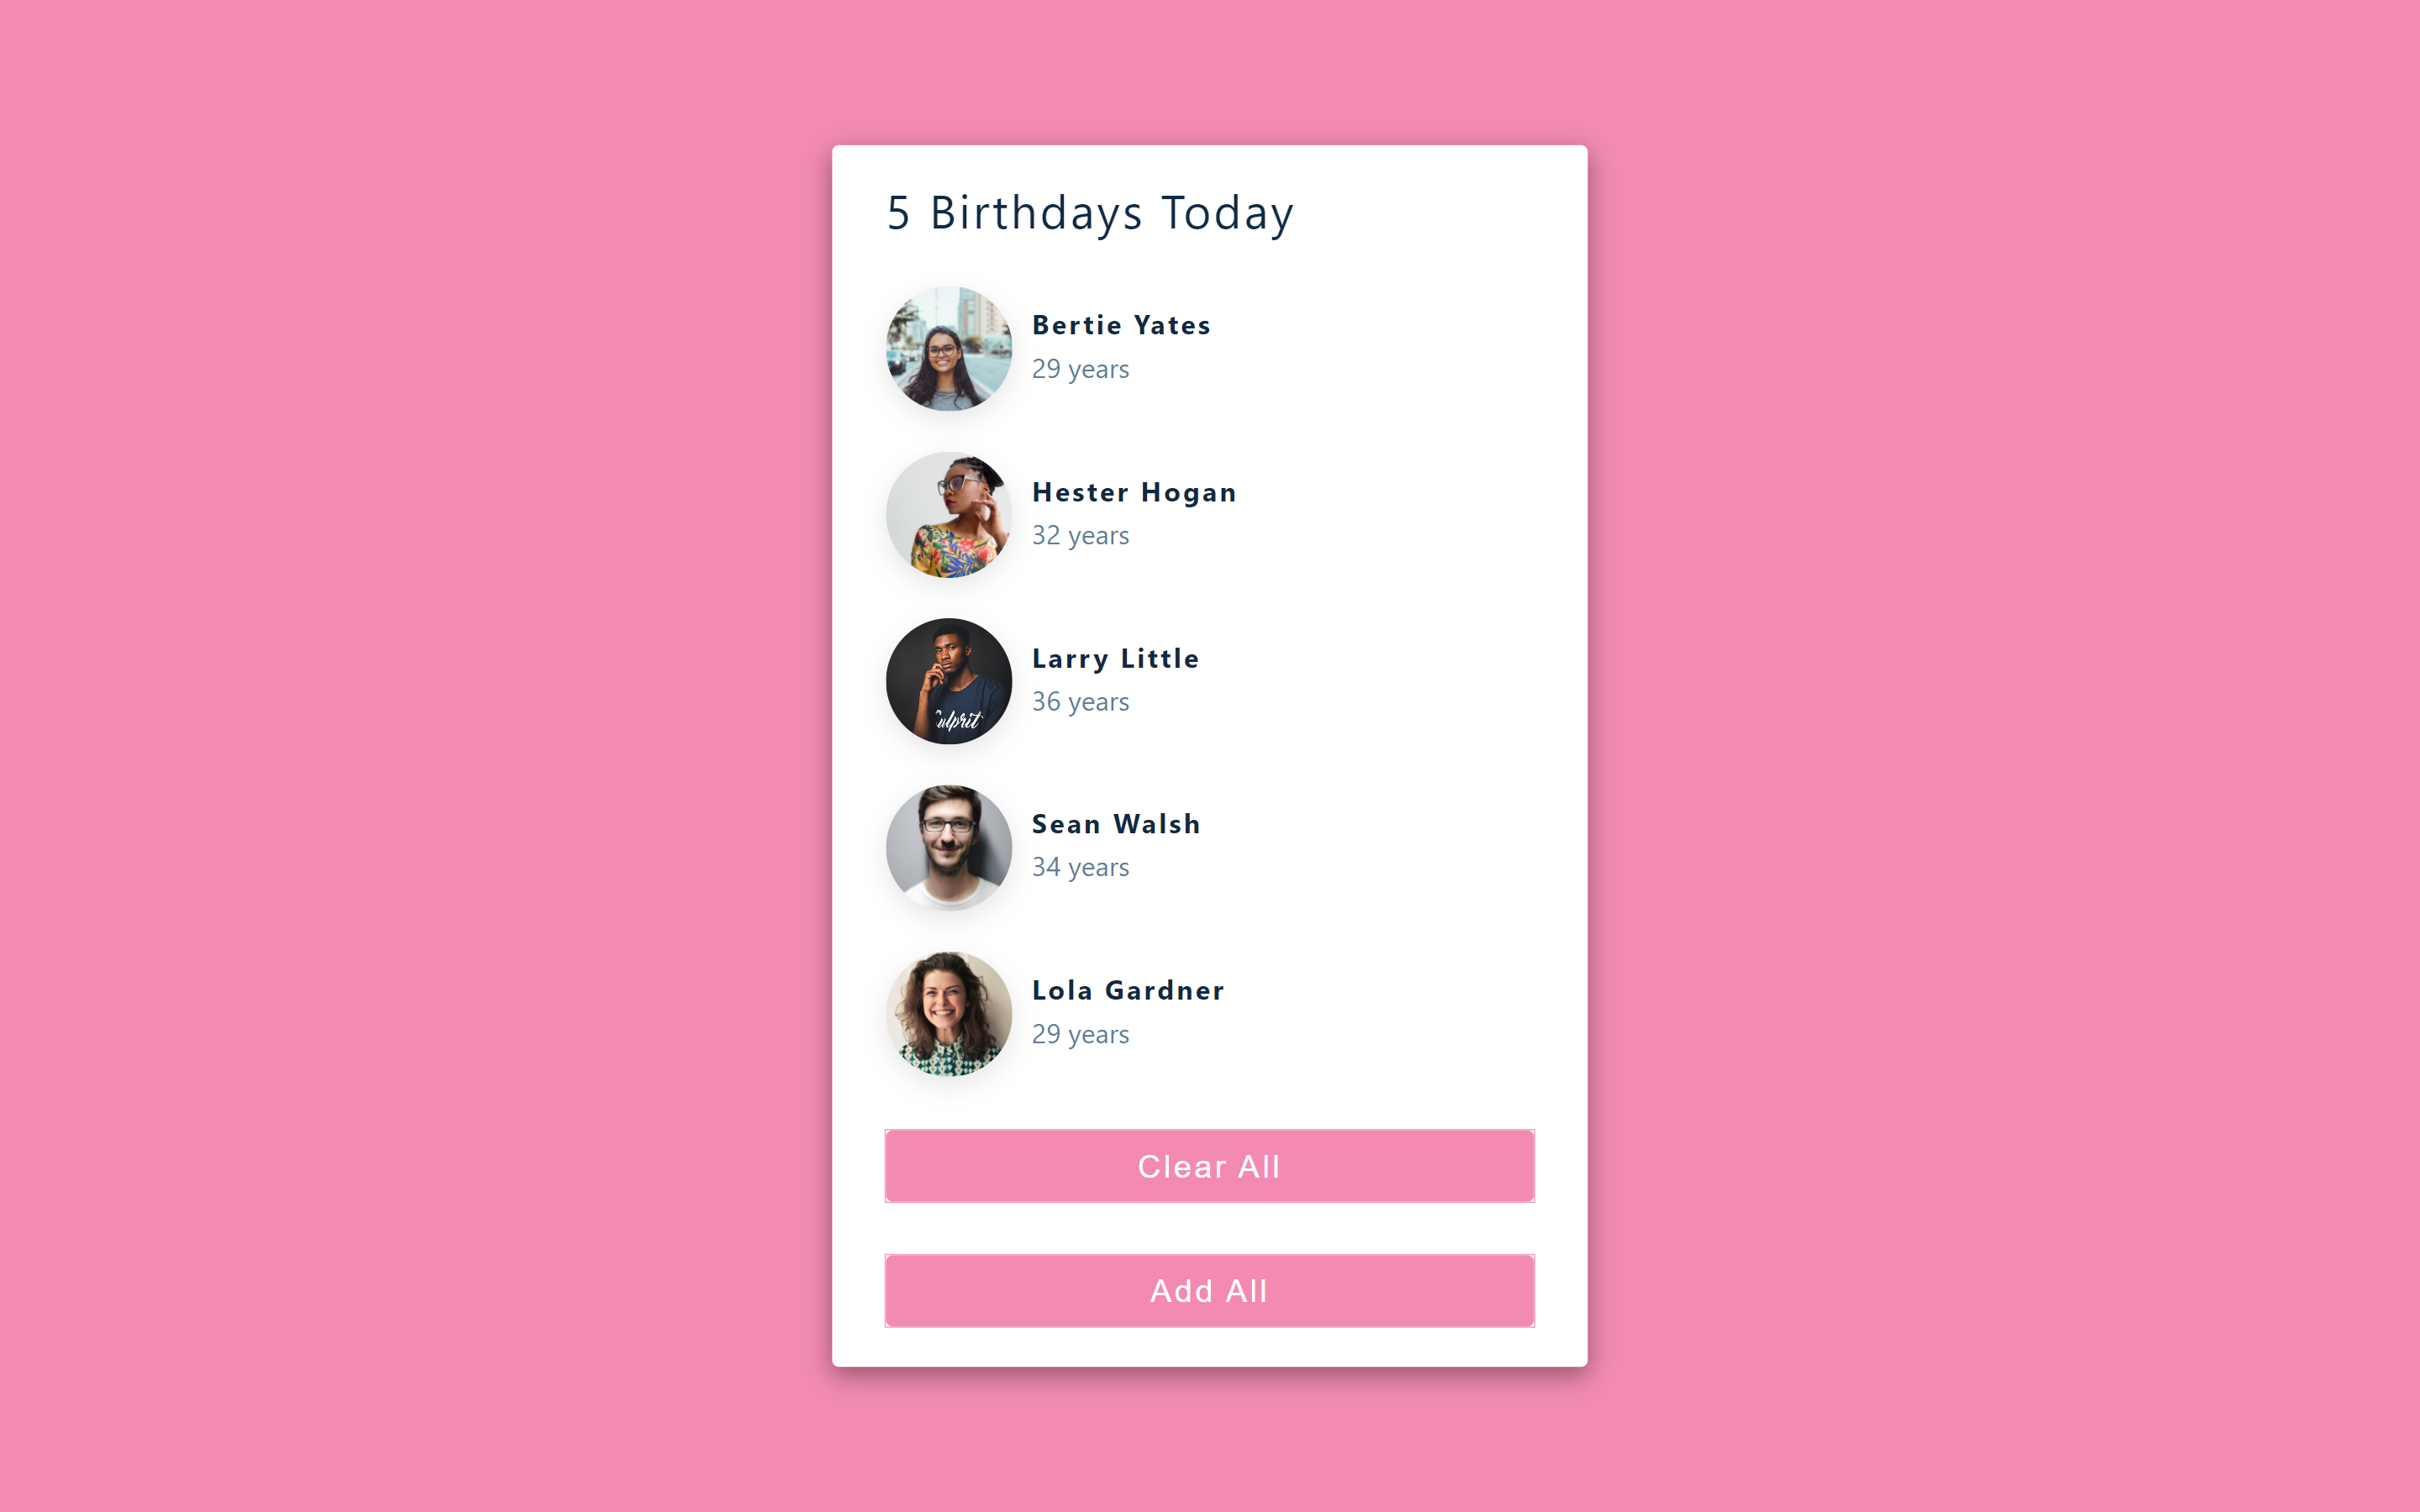 5 Birthdays Today
Bertie Yates
29 years
Hester Hogan
32 years
Larry Little
36 years
Sean Walsh
34 years
Lola Gardner
29 years
Clear All
Add All